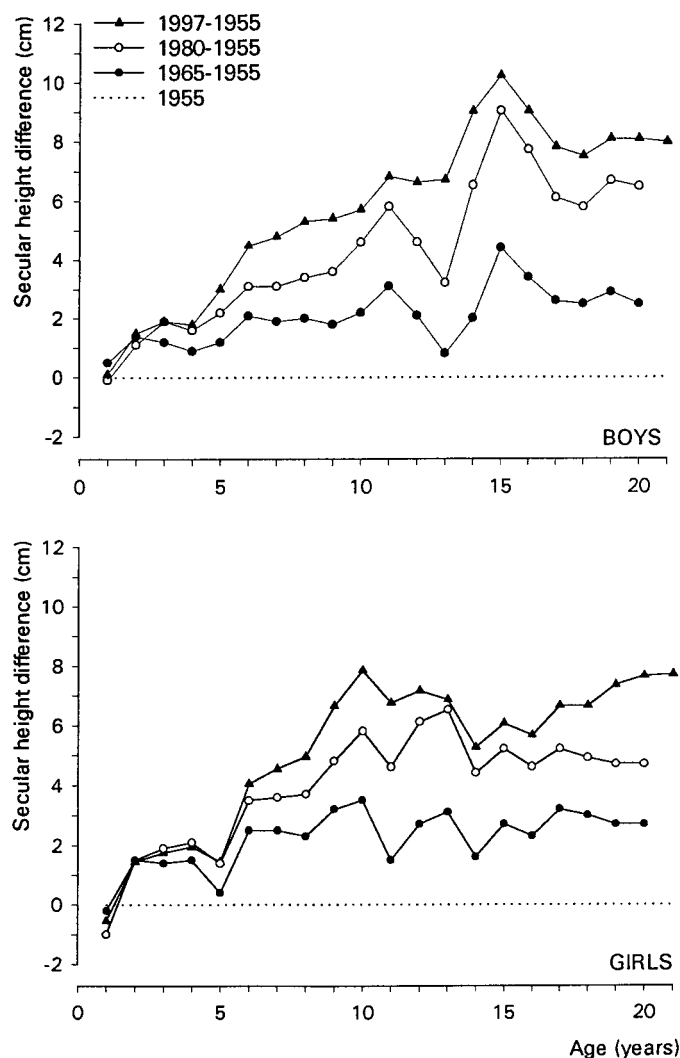 Secular height difference (cm)
12
10
8
6
4
2
0
-2
1997-1955
1980-1955
1965-1955
1955
BOYS
0 5 10 15 20
Secular height difference (cm)
12
10
8
6
4
2
0
-2
GIRLS
0 5 10 15 20
Age (years)